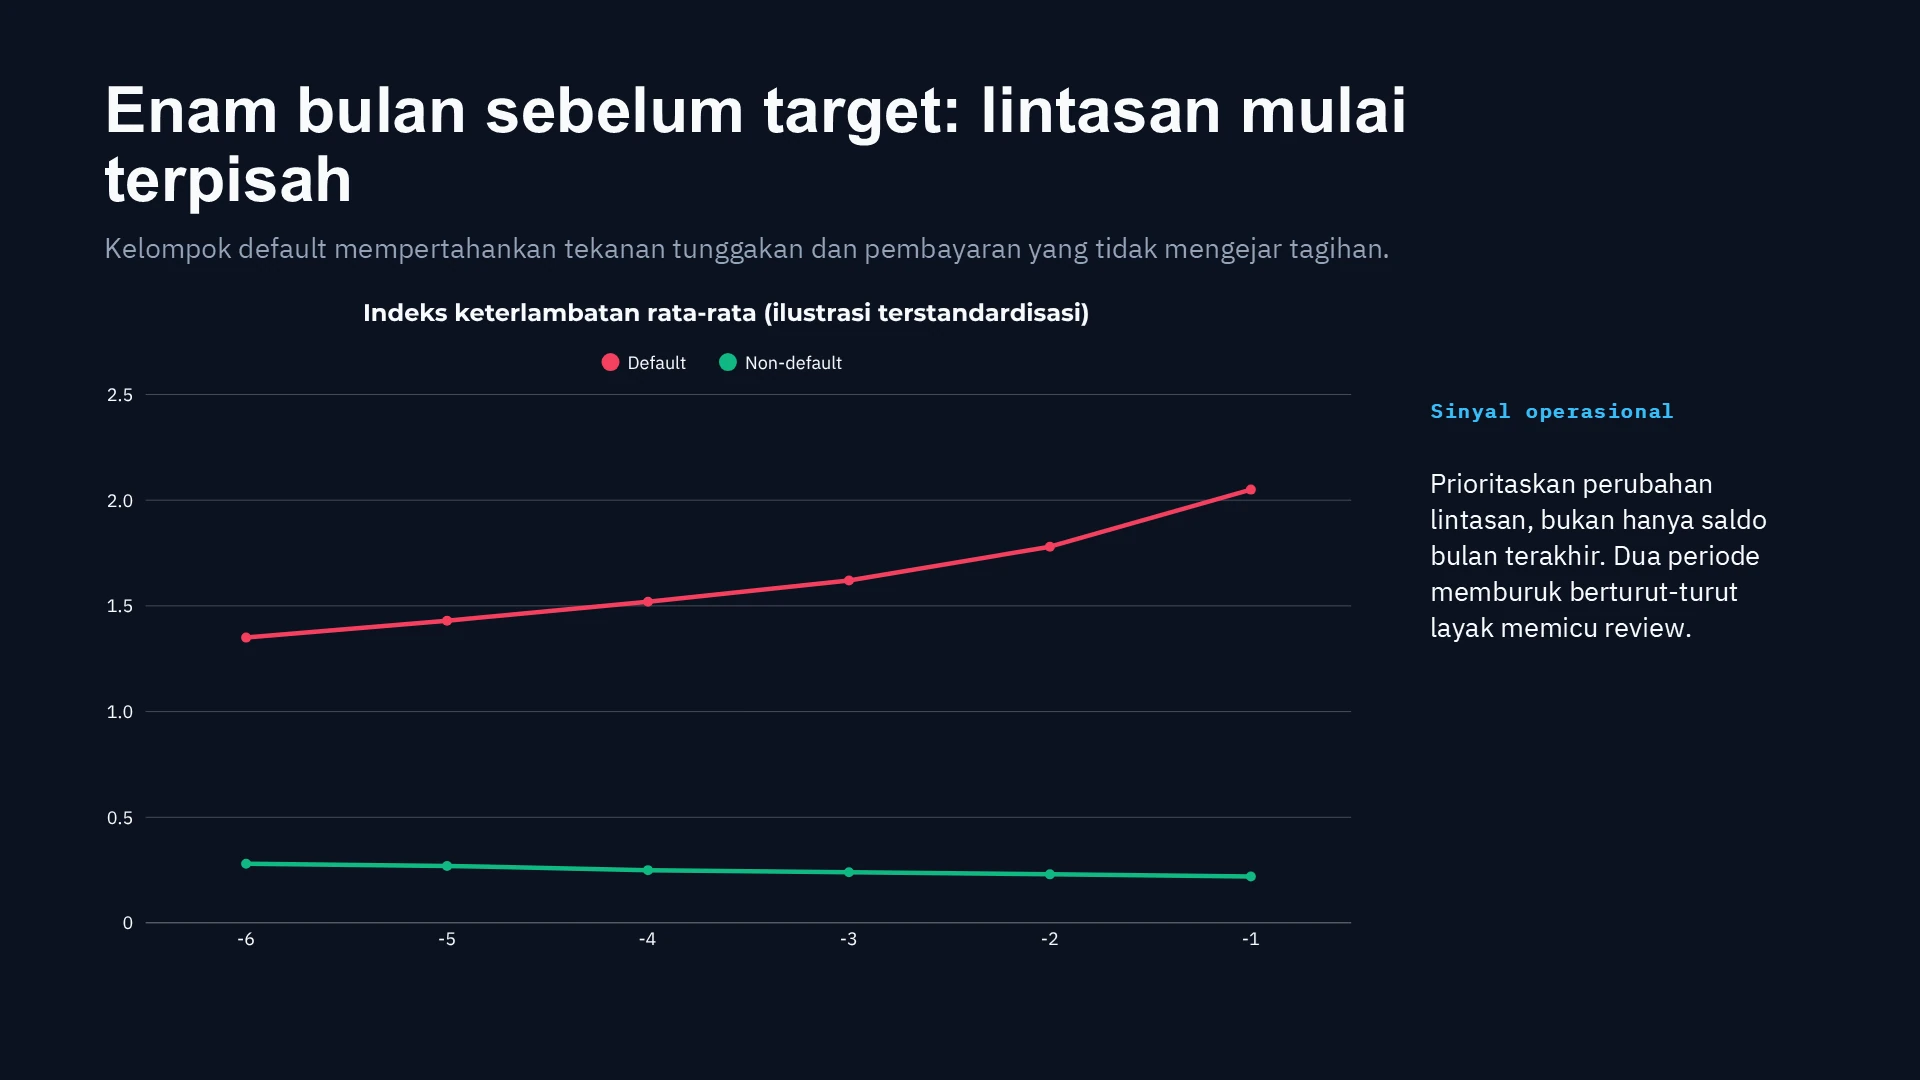 Enam bulan sebelum target: lintasan mulai
terpisah
Kelompok default mempertahankan tekanan tunggakan dan pembayaran yang tidak mengejar tagihan.
Indeks keterlambatan rata-rata (ilustrasi terstandardisasi)
Default
Non-default
2.5
2.0
1.5
1.0
0.5
0
-6
-5
-4
-3
-2
-1
Sinyal operasional
Prioritaskan perubahan
lintasan, bukan hanya saldo
bulan terakhir. Dua periode
memburuk berturut-turut
layak memicu review.